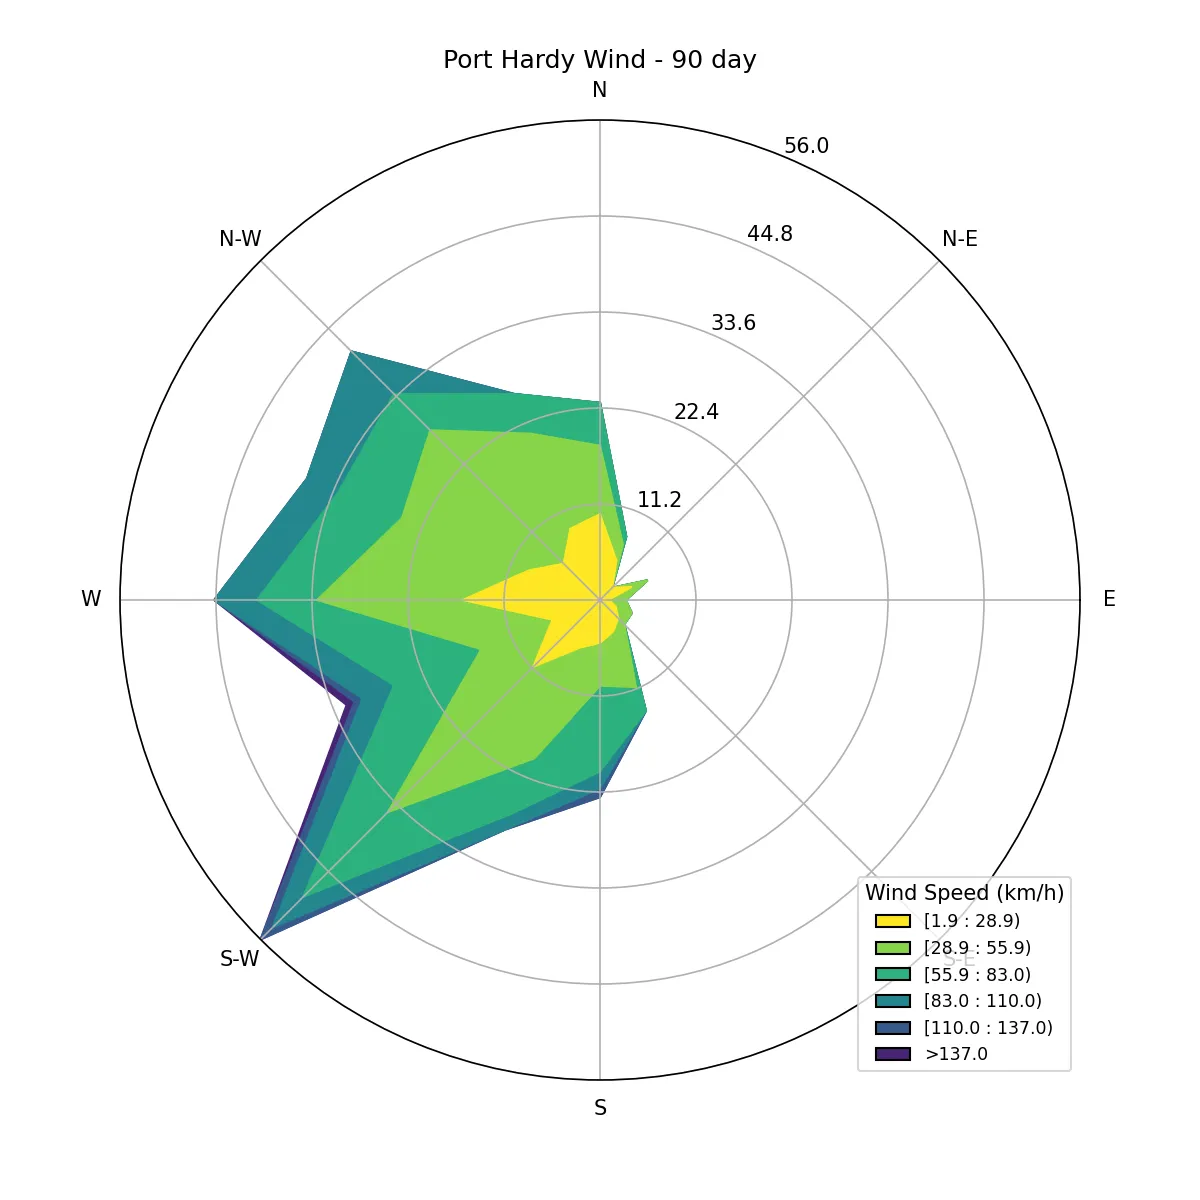 Port Hardy Wind - 90 day
N
56.0
44.8
N-W
N-E
33.6
22.4
11.2
W
E
Wind Speed (km/h)
[1.9 : 28.9)
[28.9 : 55.9)
S-W
S-E
[55.9 : 83.0)
[83.0 : 110.0)
[110.0 : 137.0)
>137.0
S